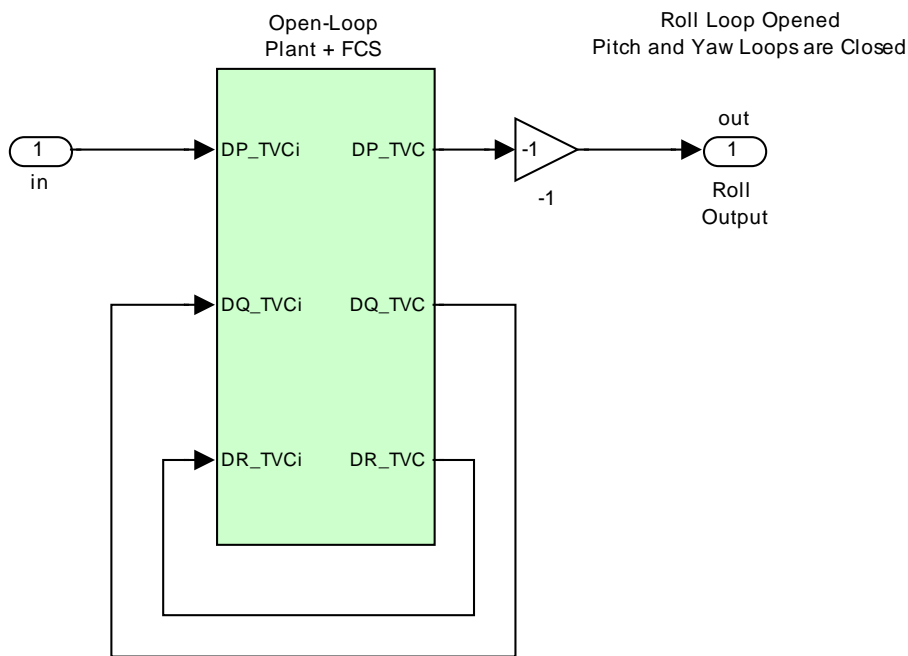 Open-Loop
Plant + FCS
Roll Loop Opened
Pitch and Yaw Loops are Closed
1
in
DP_TVCi
DP_TVC
-1
-1
out
1
Roll
Output
DQ_TVCi
DQ_TVC
DR_TVCi
DR_TVC